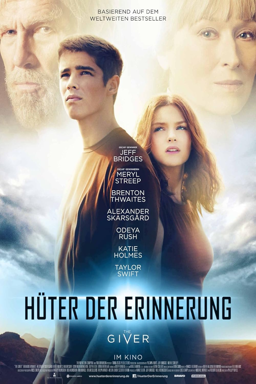 BASIEREND AUF DEM
WELTWEITEN BESTSELLER
JEFF
BRIDGES
MERYL
STREEP
BRENTON
THWAITES
ALEXANDER
SKARSGÅRD
ODEYA
RUSH
KATIE
HOLMES
TAYLOR
SWIFT
HÜTER DER ERINNERUNG
THE
GIVER
IM KINO